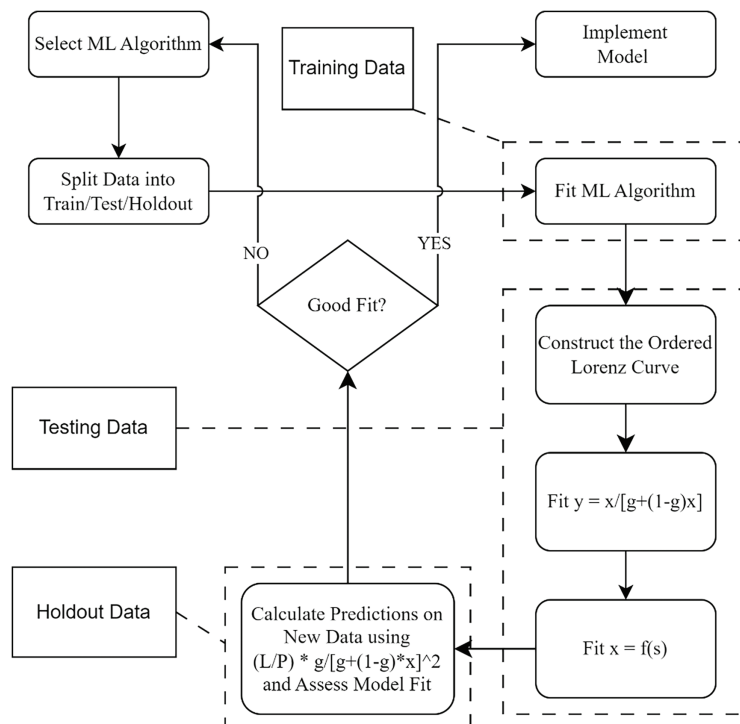 Select ML Algorithm
Training Data
Implement
Model
Split Data into
Train/Test/Holdout
Fit ML Algorithm
NO
YES
Good Fit?
Construct the Ordered
Lorenz Curve
Testing Data
Fit y = x/[g+(1-g)x]
Holdout Data
Calculate Predictions on
New Data using
(L/P) * g/[g+(1-g)*x]^2
and Assess Model Fit
Fit x = f(s)